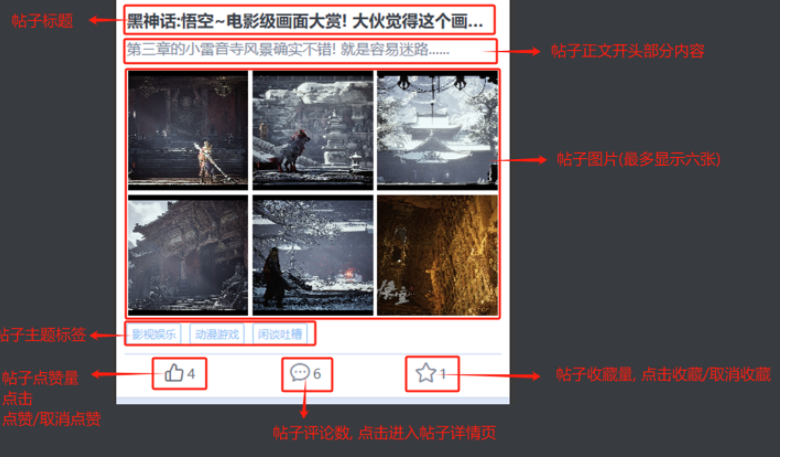 帖子标题
黑神话:悟空~电影级画面大赏! 大伙觉得这个画...
第三章的小雷音寺风景确实不错! 就是容易迷路......
帖子正文开头部分内容
帖子图片(最多显示六张)
悟空
帖子主题标签
影视娱乐 动漫游戏 闲谈吐槽
帖子点赞量
点击
点赞/取消点赞
4
6
1
帖子收藏量, 点击收藏/取消收藏
帖子评论数, 点击进入帖子详情页